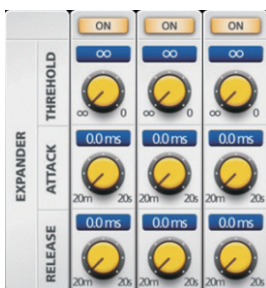 ON ON ON
EXPANDER
THRESHOLD
∞ ∞ ∞
∞ 0 ∞ 0 ∞ 0
ATTACK
0.0 ms 0.0 ms 0.0 ms
20m 20s 20m 20s 20m 20s
RELEASE
0.0 ms 0.0 ms 0.0 ms
20m 20s 20m 20s 20m 20s